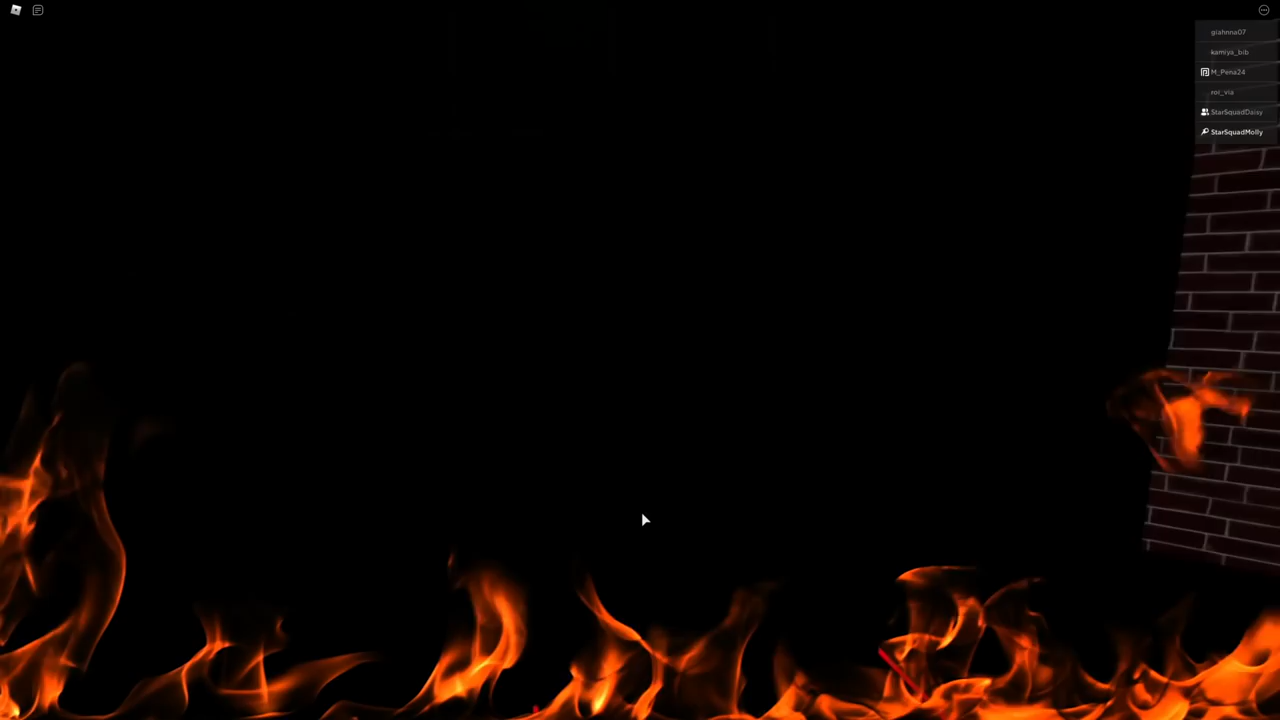 giahnna07
kamiya_bib
M_Pena24
roi_via
StarSquadDaisy
StarSquadMolly